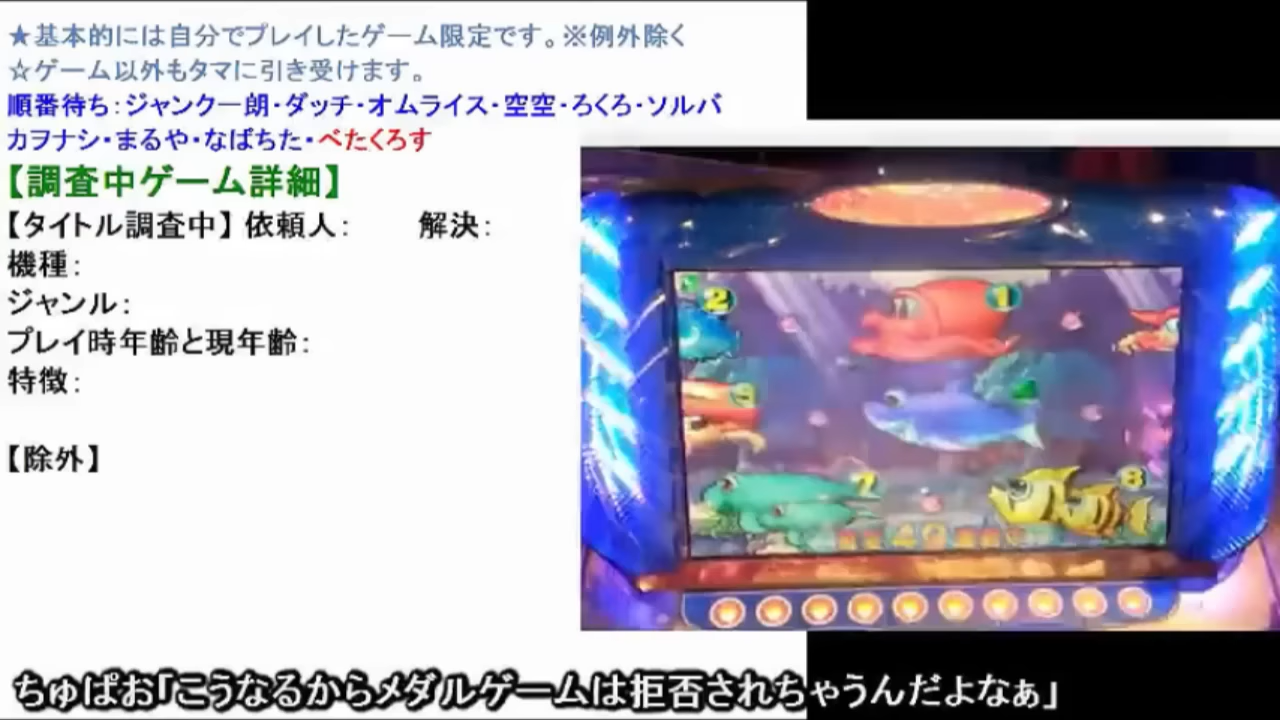 ★基本的には自分でプレイしたゲーム限定です。※例外除く
☆ゲーム以外もタマに引き受けます。
順番待ち：ジャンク一朗・ダッチ・オムライス・空空・ろくろ・ソルバ
カヲナシ・まるや・なばちた・べたくろす
【調査中ゲーム詳細】
【タイトル調査中】 依頼人：　　解決：
機種：
ジャンル：
プレイ時年齢と現年齢：
特徴：
【除外】
2
1
7
8
49
ちゅぱお「こうなるからメダルゲームは拒否されちゃうんだよなぁ」